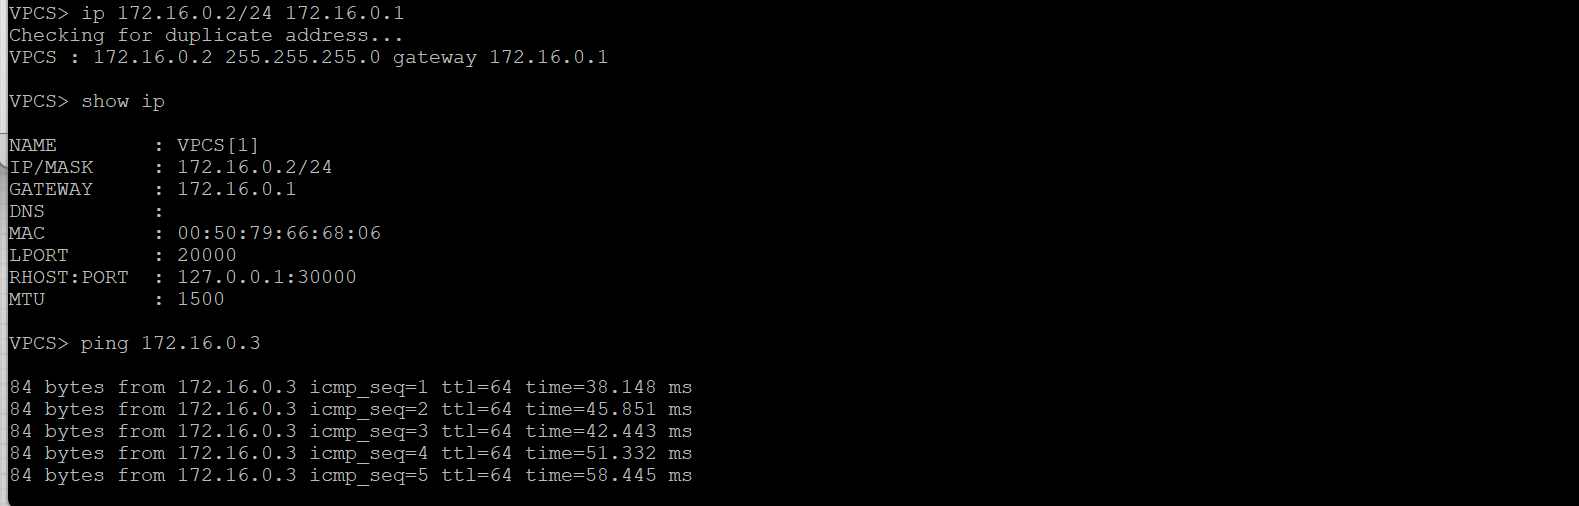 VPCS> ip 172.16.0.2/24 172.16.0.1
Checking for duplicate address...
VPCS : 172.16.0.2 255.255.255.0 gateway 172.16.0.1
VPCS> show ip
NAME        : VPCS[1]
IP/MASK     : 172.16.0.2/24
GATEWAY     : 172.16.0.1
DNS         :
MAC         : 00:50:79:66:68:06
LPORT       : 20000
RHOST:PORT  : 127.0.0.1:30000
MTU         : 1500
VPCS> ping 172.16.0.3
84 bytes from 172.16.0.3 icmp_seq=1 ttl=64 time=38.148 ms
84 bytes from 172.16.0.3 icmp_seq=2 ttl=64 time=45.851 ms
84 bytes from 172.16.0.3 icmp_seq=3 ttl=64 time=42.443 ms
84 bytes from 172.16.0.3 icmp_seq=4 ttl=64 time=51.332 ms
84 bytes from 172.16.0.3 icmp_seq=5 ttl=64 time=58.445 ms